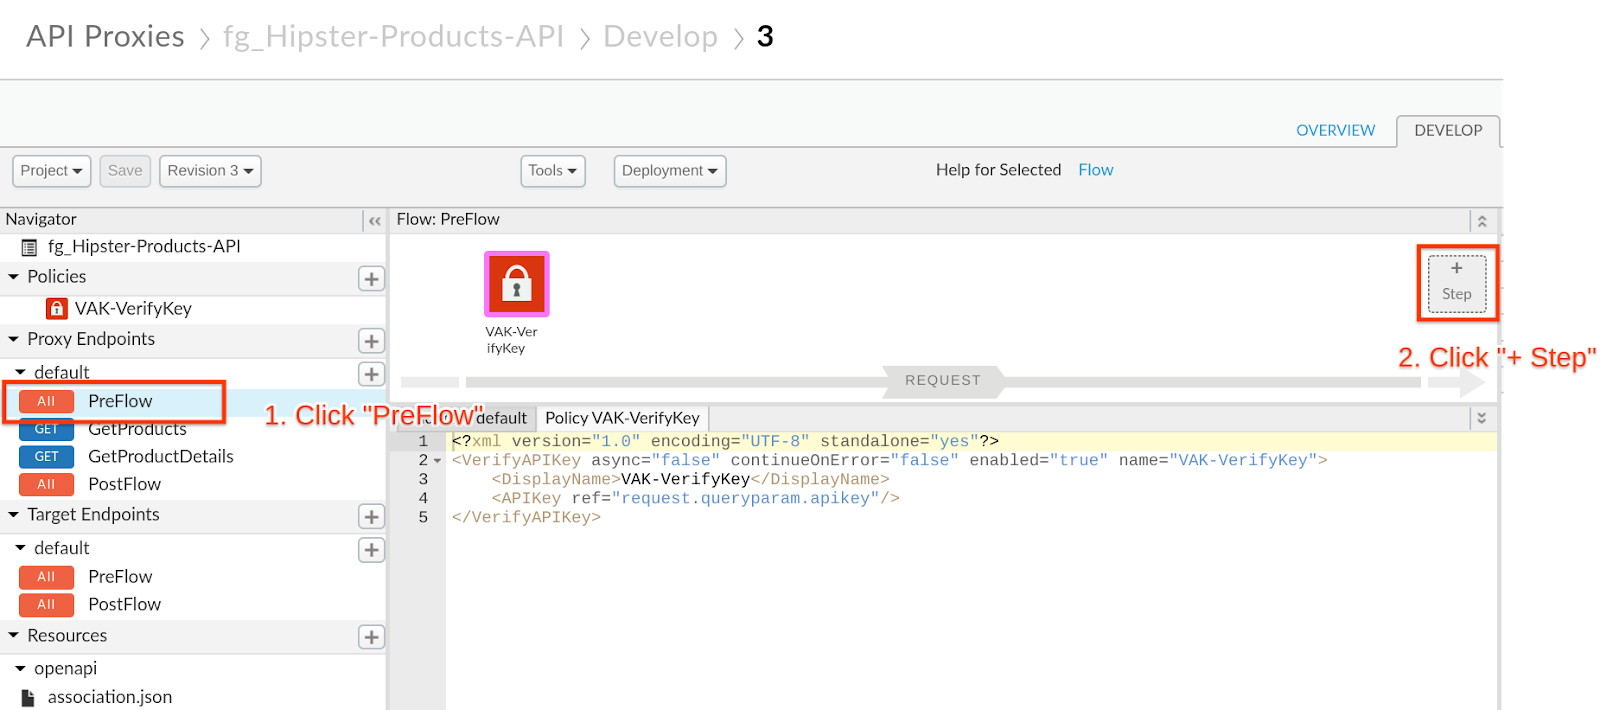 API Proxies > fg_Hipster-Products-API > Develop > 3
OVERVIEW DEVELOP
Project Save Revision 3 Tools Deployment Help for Selected Flow
Navigator
fg_Hipster-Products-API
Policies
VAK-VerifyKey
Proxy Endpoints
default
All PreFlow
GET GetProducts
GET GetProductDetails
All PostFlow
Target Endpoints
default
All PreFlow
All PostFlow
Resources
openapi
association.json
1. Click "PreFlow"
Flow: PreFlow
VAK-Ver
ifyKey
+
Step
2. Click "+ Step"
REQUEST
default Policy VAK-VerifyKey
1 <?xml version="1.0" encoding="UTF-8" standalone="yes"?>
2 <VerifyAPIKey async="false" continueOnError="false" enabled="true" name="VAK-VerifyKey">
3 <DisplayName>VAK-VerifyKey</DisplayName>
4 <APIKey ref="request.queryparam.apikey"/>
5 </VerifyAPIKey>